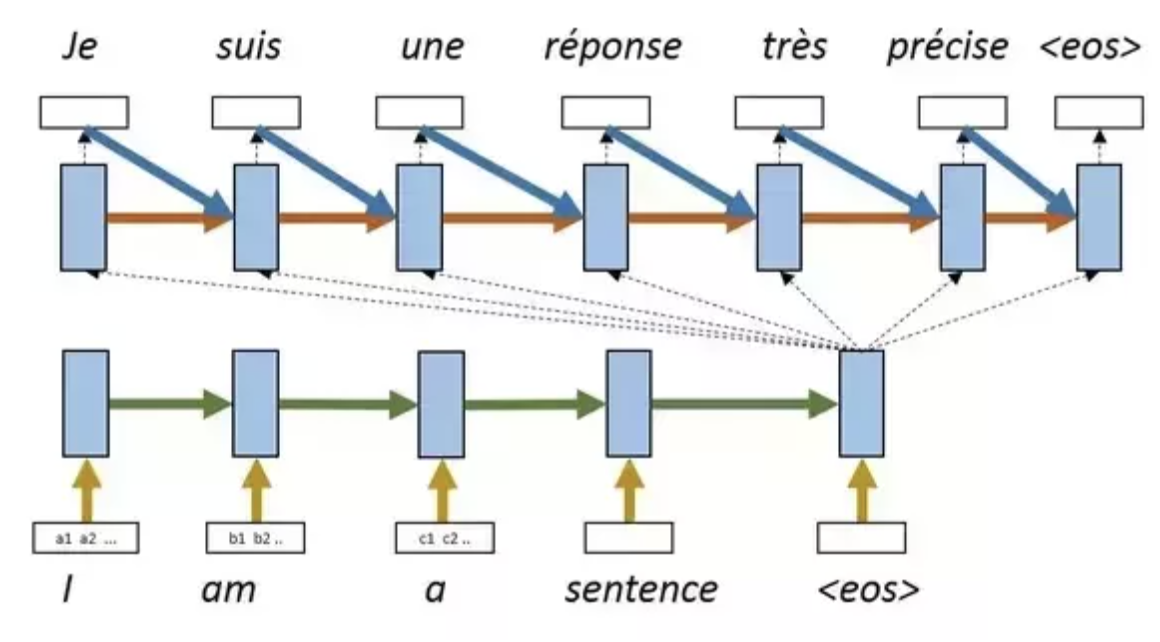 Je suis une réponse très précise <eos>
a1 a2 ... b1 b2 .. c1 c2 ..
I am a sentence <eos>